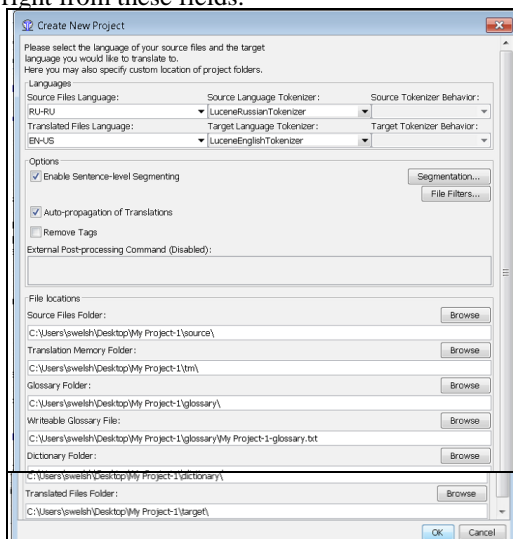 right from these fields.
Create New Project
Please select the language of your source files and the target
language you would like to translate to.
Here you may also specify custom location of project folders.
Languages
Source Files Language: Source Language Tokenizer: Source Tokenizer Behavior:
RU-RU LuceneRussianTokenizer
Translated Files Language: Target Language Tokenizer: Target Tokenizer Behavior:
EN-US LuceneEnglishTokenizer
Options
Enable Sentence-level Segmenting Segmentation...
File Filters...
Auto-propagation of Translations
Remove Tags
External Post-processing Command (Disabled):
File locations
Source Files Folder: Browse
C:\Users\swelsh\Desktop\My Project-1\source\
Translation Memory Folder: Browse
C:\Users\swelsh\Desktop\My Project-1\tm\
Glossary Folder: Browse
C:\Users\swelsh\Desktop\My Project-1\glossary\
Writeable Glossary File: Browse
C:\Users\swelsh\Desktop\My Project-1\glossary\My Project-1-glossary.txt
Dictionary Folder: Browse
C:\Users\swelsh\Desktop\My Project-1\dictionary\
Translated Files Folder: Browse
C:\Users\swelsh\Desktop\My Project-1\target\
OK Cancel